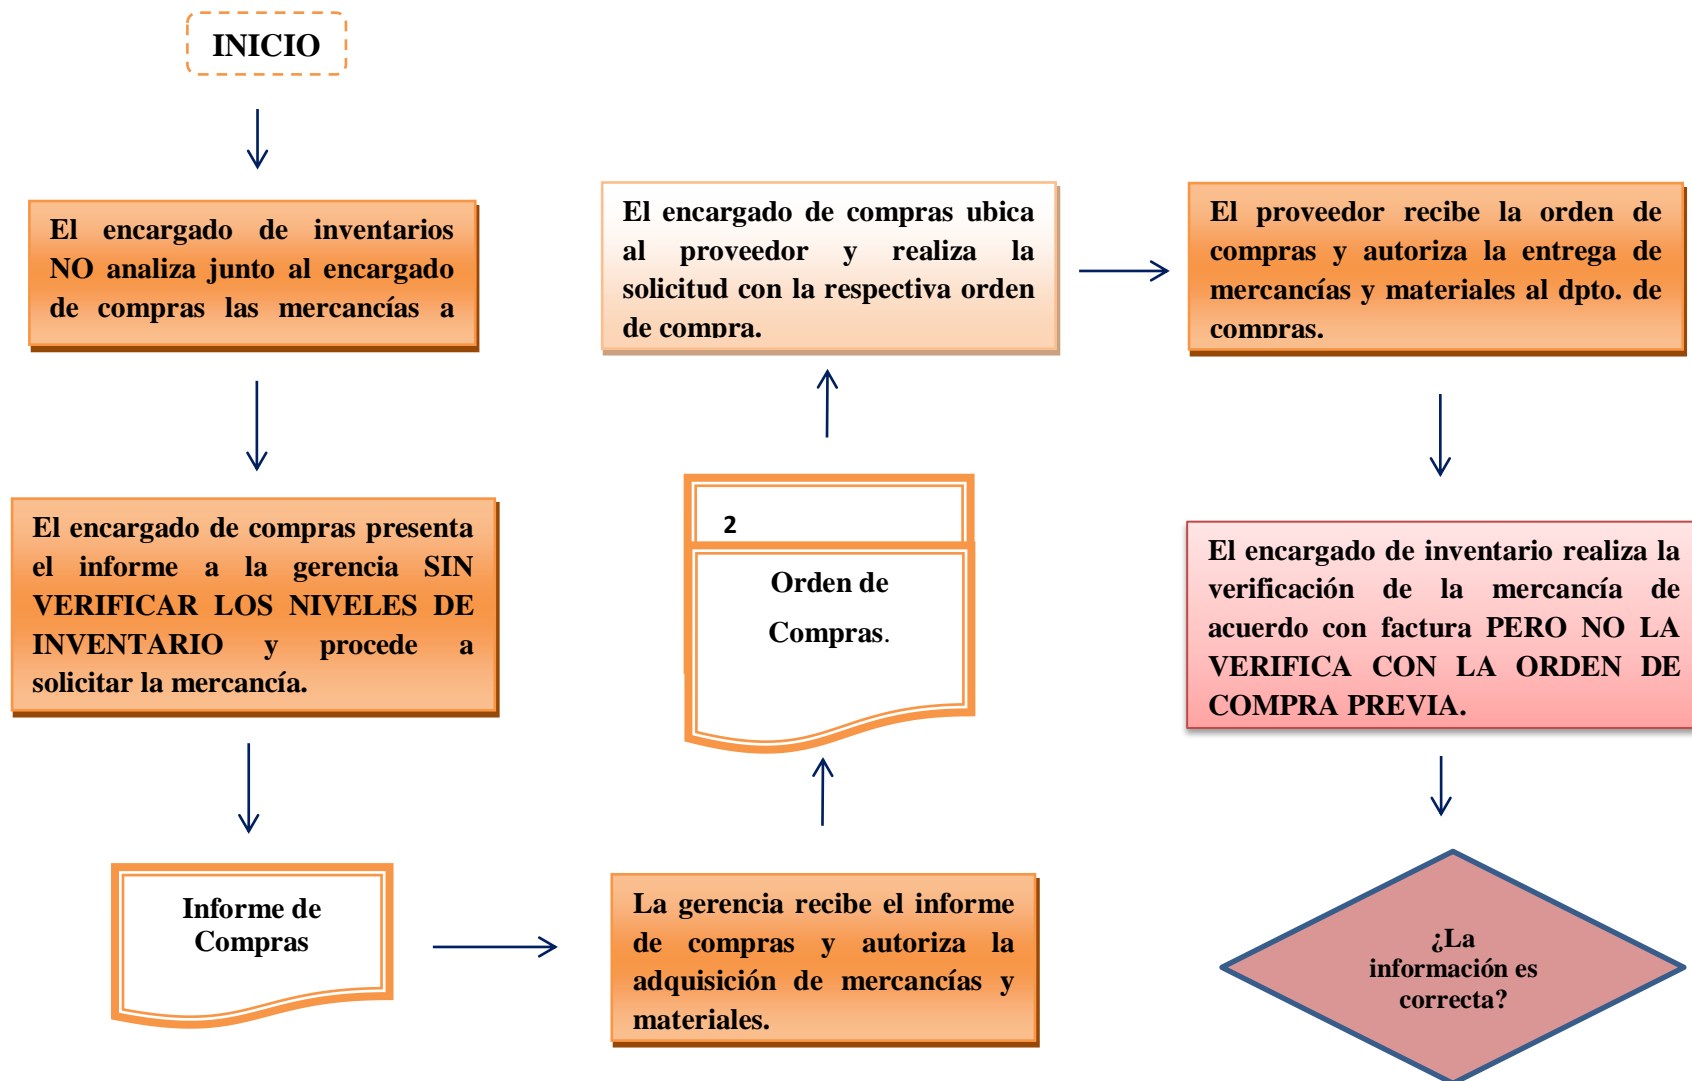 INICIO
El encargado de inventarios
NO analiza junto al encargado
de compras las mercancías a
El encargado de compras presenta
el informe a la gerencia SIN
VERIFICAR LOS NIVELES DE
INVENTARIO y procede a
solicitar la mercancía.
Informe de
Compras
La gerencia recibe el informe
de compras y autoriza la
adquisición de mercancías y
materiales.
2
Orden de
Compras.
El encargado de compras ubica
al proveedor y realiza la
solicitud con la respectiva orden
de compra.
El proveedor recibe la orden de
compras y autoriza la entrega de
mercancías y materiales al dpto. de
compras.
El encargado de inventario realiza la
verificación de la mercancía de
acuerdo con factura PERO NO LA
VERIFICA CON LA ORDEN DE
COMPRA PREVIA.
¿La
información es
correcta?